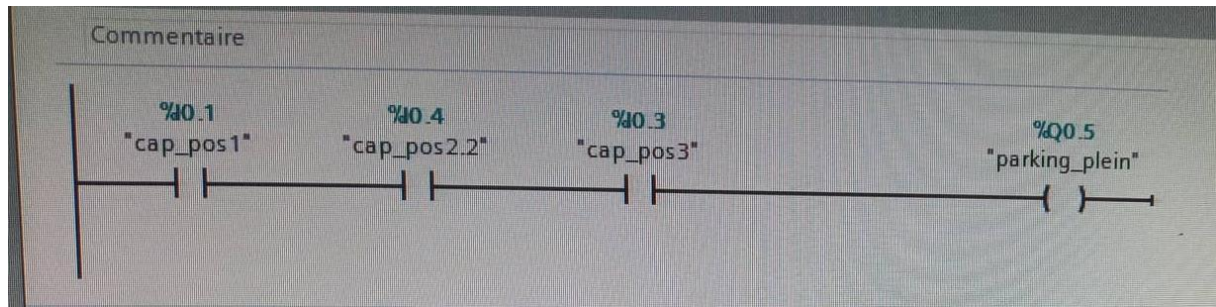 Commentaire
%I0.1
"cap_pos1"
%I0.4
"cap_pos2.2"
%I0.3
"cap_pos3"
%Q0.5
"parking_plein"